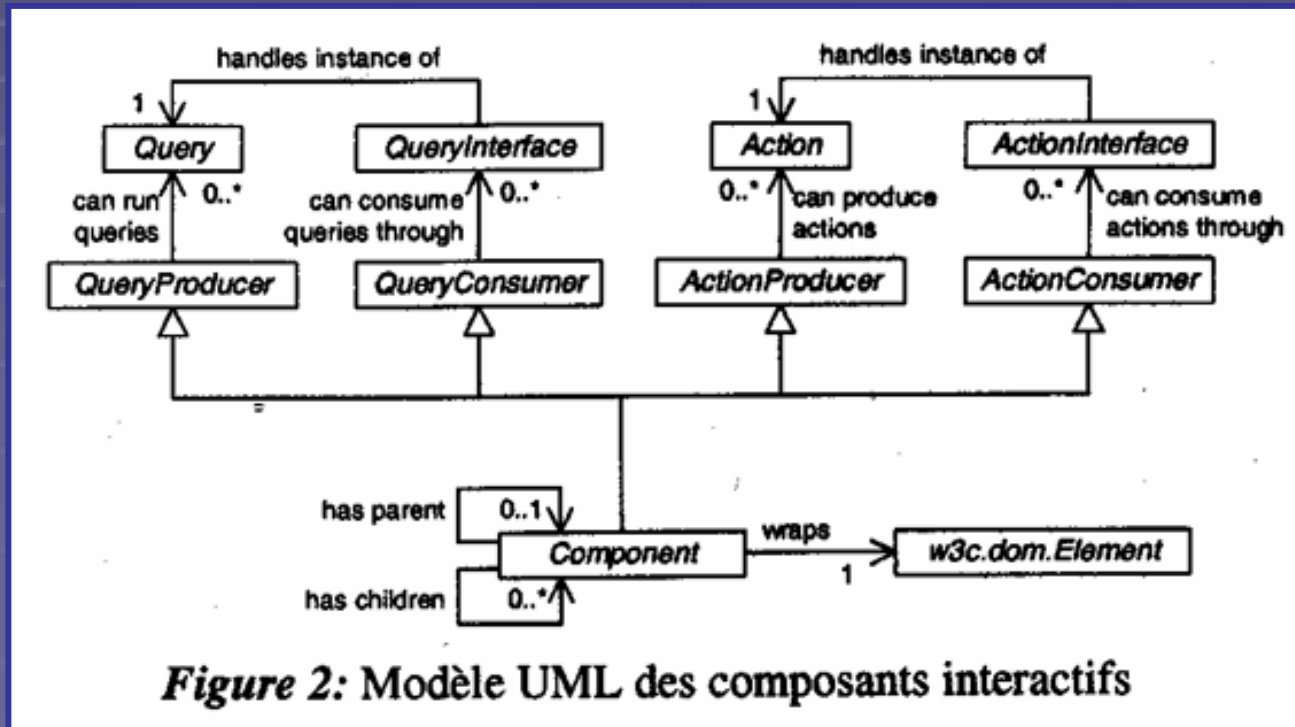 handles instance of
handles instance of
1
1
Query
QueryInterface
Action
ActionInterface
can run
queries
0..*
can consume
queries through
0..*
0..*
can produce
actions
0..*
can consume
actions through
QueryProducer
QueryConsumer
ActionProducer
ActionConsumer
has parent
0..1
Component
wraps
1
w3c.dom.Element
has children
0..*
Figure 2: Modèle UML des composants interactifs